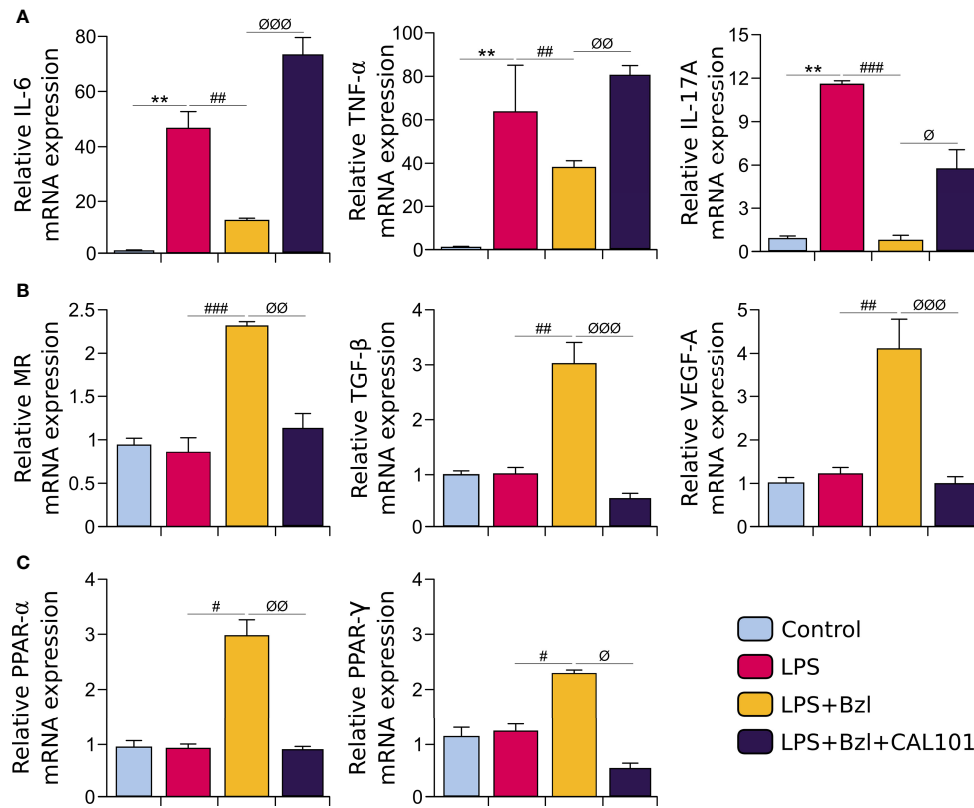 A
Relative IL-6
mRNA expression
80
60
40
20
0
**
##
ØØØ
Relative TNF-α
mRNA expression
100
80
60
40
20
0
**
##
ØØ
Relative IL-17A
mRNA expression
15
12
9
6
3
0
**
###
Ø
B
Relative MR
mRNA expression
2.5
2
1.5
1
0.5
0
###
ØØ
Relative TGF-β
mRNA expression
4
3
2
1
0
##
ØØØ
Relative VEGF-A
mRNA expression
5
4
3
2
1
0
##
ØØØ
C
Relative PPAR-α
mRNA expression
4
3
2
1
0
#
ØØ
Relative PPAR-γ
mRNA expression
4
3
2
1
0
#
Ø
Control
LPS
LPS+Bzl
LPS+Bzl+CAL101